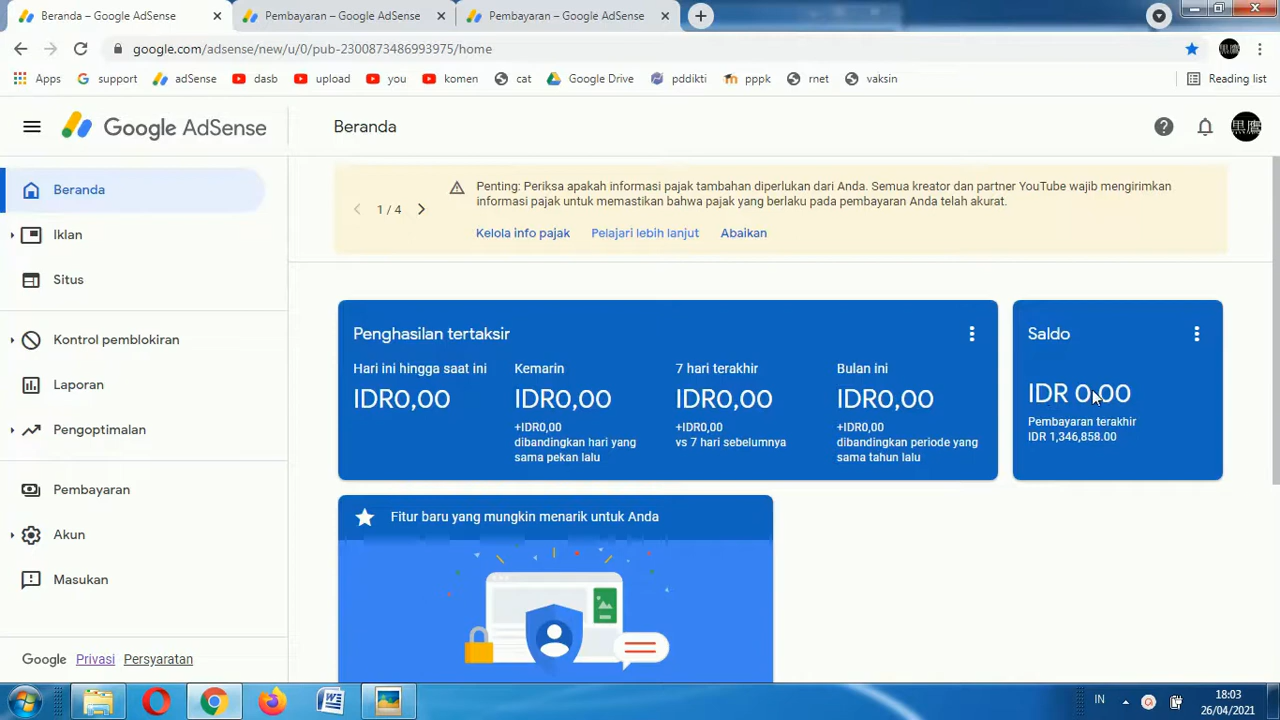 Beranda – Google AdSense
Pembayaran – Google AdSense
Pembayaran – Google AdSense
google.com/adsense/new/u/0/pub-2300873486993975/home
Apps
support
adSense
dasb
upload
you
komen
cat
Google Drive
pddikti
pppk
rnet
vaksin
Reading list
Google AdSense
Beranda
黒鷹
Beranda
Iklan
Situs
Kontrol pemblokiran
Laporan
Pengoptimalan
Pembayaran
Akun
Masukan
Google Privasi Persyaratan
1 / 4
Penting: Periksa apakah informasi pajak tambahan diperlukan dari Anda. Semua kreator dan partner YouTube wajib mengirimkan
informasi pajak untuk memastikan bahwa pajak yang berlaku pada pembayaran Anda telah akurat.
Kelola info pajak Pelajari lebih lanjut Abaikan
Penghasilan tertaksir
Hari ini hingga saat ini
IDR0,00
Kemarin
IDR0,00
+IDR0,00
dibandingkan hari yang
sama pekan lalu
7 hari terakhir
IDR0,00
+IDR0,00
vs 7 hari sebelumnya
Bulan ini
IDR0,00
+IDR0,00
dibandingkan periode yang
sama tahun lalu
Saldo
IDR 0,00
Pembayaran terakhir
IDR 1,346,858.00
Fitur baru yang mungkin menarik untuk Anda
IN
18:03
26/04/2021